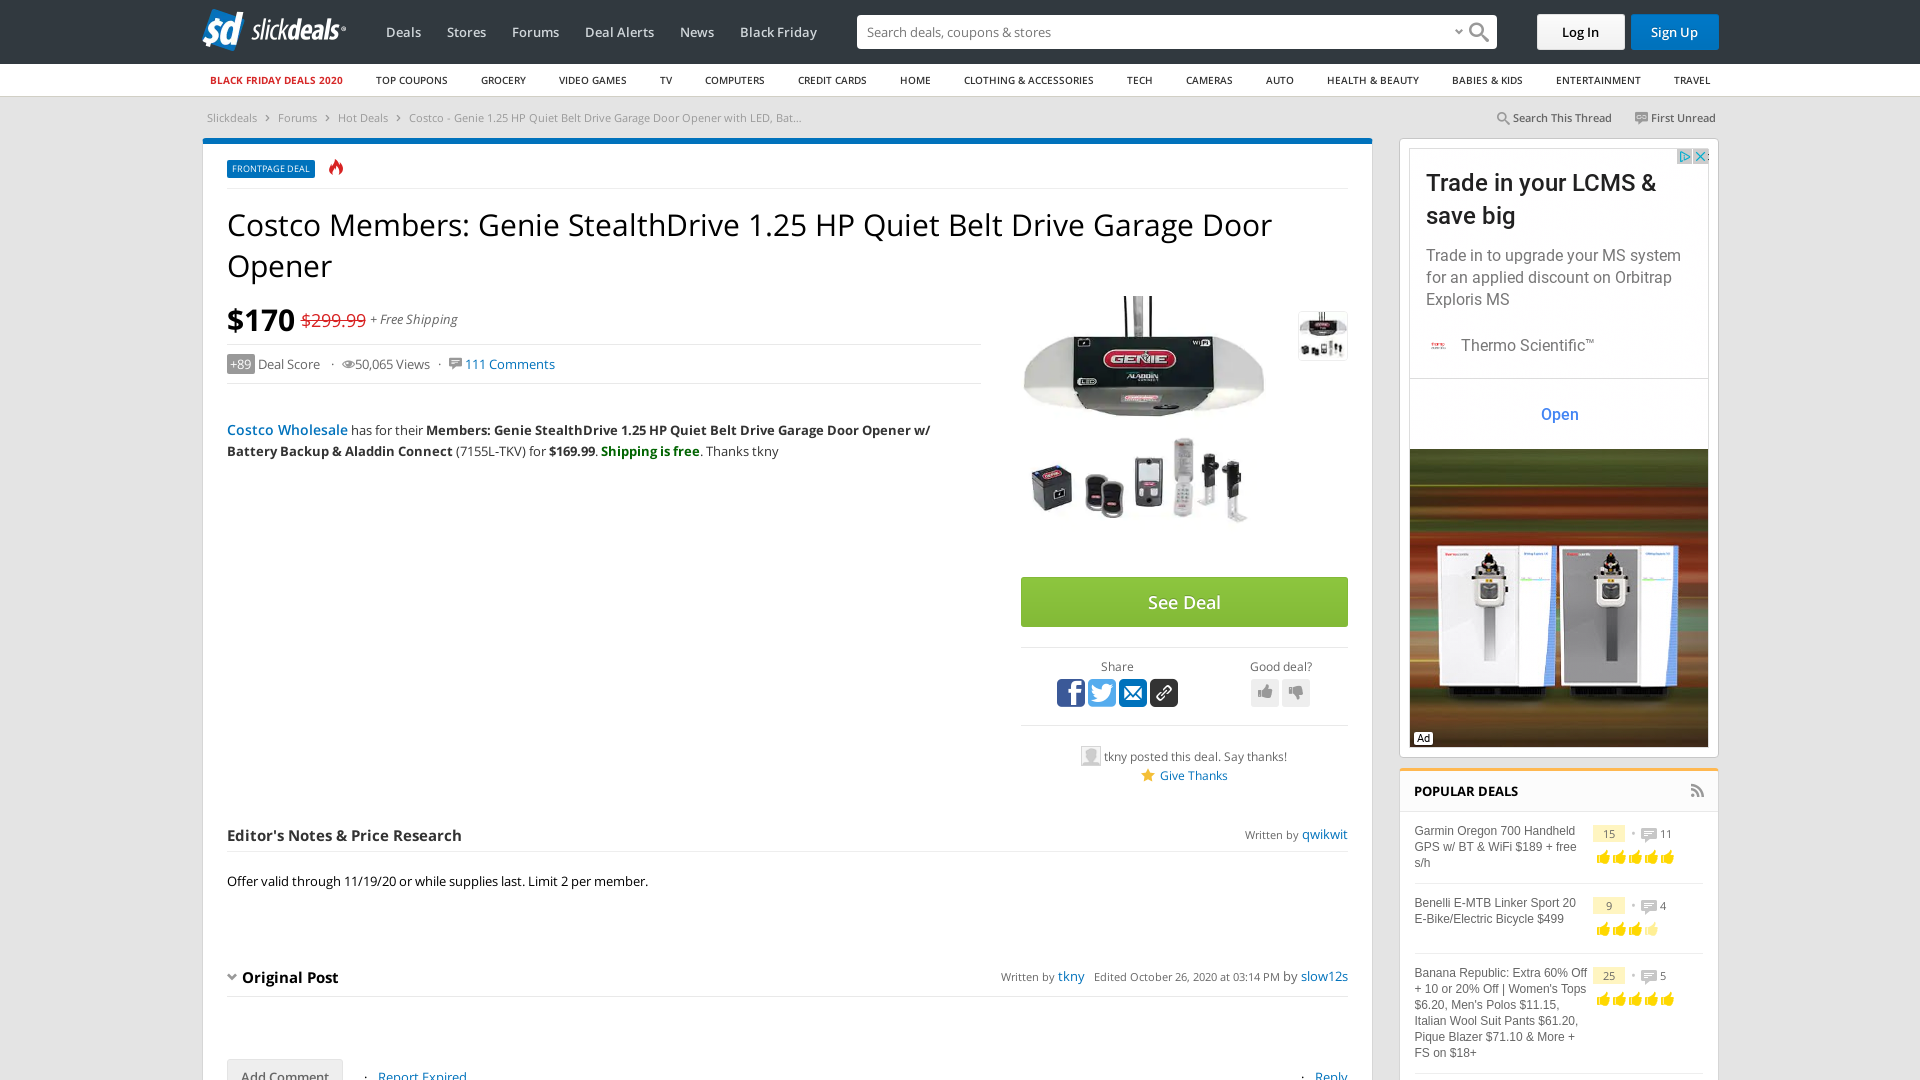 slickdeals
Deals Stores Forums Deal Alerts News Black Friday
Search deals, coupons & stores
Log In Sign Up
BLACK FRIDAY DEALS 2020 TOP COUPONS GROCERY VIDEO GAMES TV COMPUTERS CREDIT CARDS HOME CLOTHING & ACCESSORIES TECH CAMERAS AUTO HEALTH & BEAUTY BABIES & KIDS ENTERTAINMENT TRAVEL
Slickdeals › Forums › Hot Deals › Costco - Genie 1.25 HP Quiet Belt Drive Garage Door Opener with LED, Bat...
Search This Thread First Unread
FRONTPAGE DEAL
Costco Members: Genie StealthDrive 1.25 HP Quiet Belt Drive Garage Door
Opener
$170 $299.99 + Free Shipping
+89 Deal Score · 50,065 Views · 111 Comments
Costco Wholesale has for their Members: Genie StealthDrive 1.25 HP Quiet Belt Drive Garage Door Opener w/
Battery Backup & Aladdin Connect (7155L-TKV) for $169.99. Shipping is free. Thanks tkny
GENIE
ALADDIN
LED
See Deal
Share Good deal?
tkny posted this deal. Say thanks!
Give Thanks
Editor's Notes & Price Research
Written by qwikwit
Offer valid through 11/19/20 or while supplies last. Limit 2 per member.
Original Post
Written by tkny Edited October 26, 2020 at 03:14 PM by slow12s
Add Comment · Report Expired · Reply
Trade in your LCMS &
save big
Trade in to upgrade your MS system
for an applied discount on Orbitrap
Exploris MS
Thermo Scientific™
Open
Ad
POPULAR DEALS
Garmin Oregon 700 Handheld
GPS w/ BT & WiFi $189 + free
s/h
15 • 11
Benelli E-MTB Linker Sport 20
E-Bike/Electric Bicycle $499
9 • 4
Banana Republic: Extra 60% Off
+ 10 or 20% Off | Women's Tops
$6.20, Men's Polos $11.15,
Italian Wool Suit Pants $61.20,
Pique Blazer $71.10 & More +
FS on $18+
25 • 5